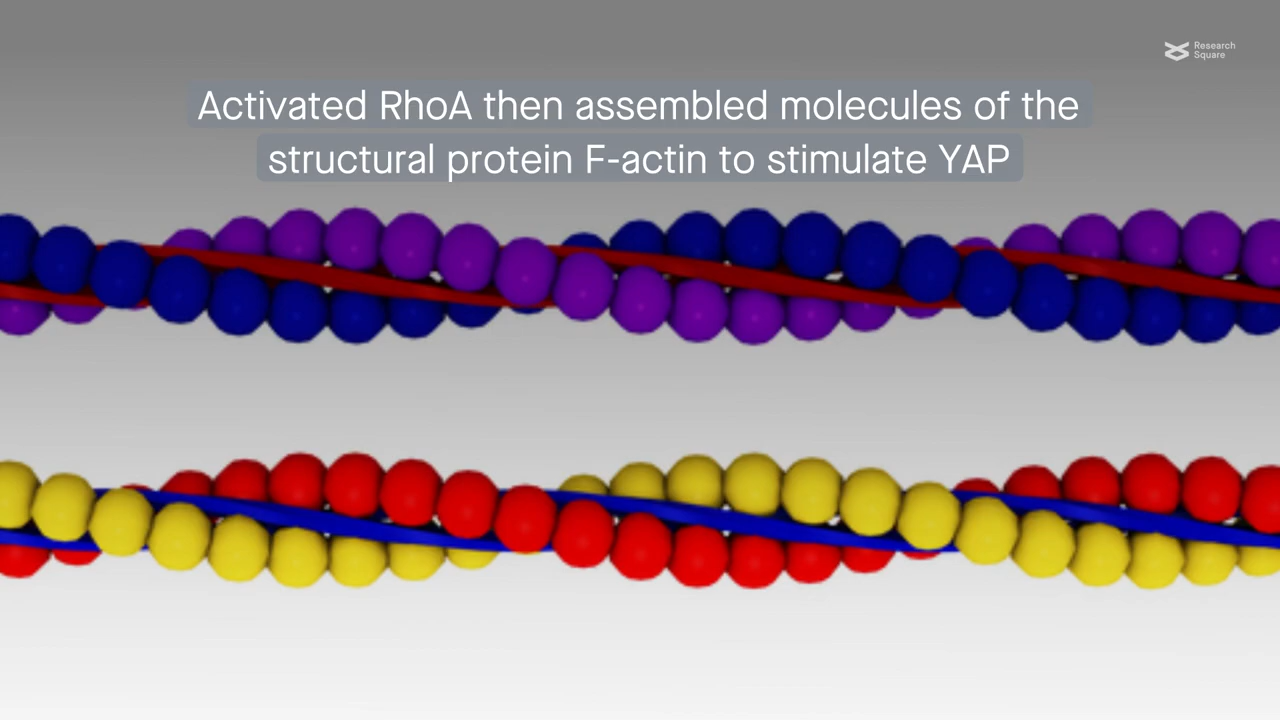 Research
Square
Activated RhoA then assembled molecules of the
structural protein F-actin to stimulate YAP